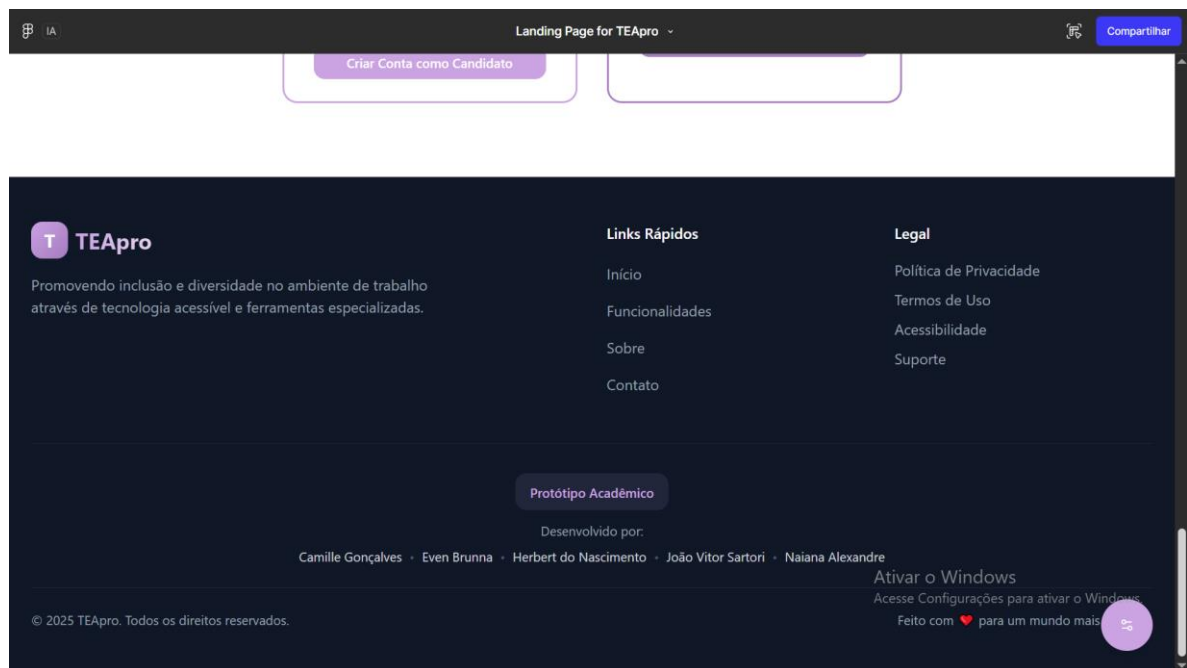 IA
Landing Page for TEApro
Compartilhar
Criar Conta como Candidato
T
TEApro
Promovendo inclusão e diversidade no ambiente de trabalho
através de tecnologia acessível e ferramentas especializadas.
Links Rápidos
Início
Funcionalidades
Sobre
Contato
Legal
Política de Privacidade
Termos de Uso
Acessibilidade
Suporte
Protótipo Acadêmico
Desenvolvido por:
Camille Gonçalves • Even Brunna • Herbert do Nascimento • João Vitor Sartori • Naiana Alexandre
Ativar o Windows
Acesse Configurações para ativar o Windows.
© 2025 TEApro. Todos os direitos reservados.
Feito com ❤ para um mundo mais